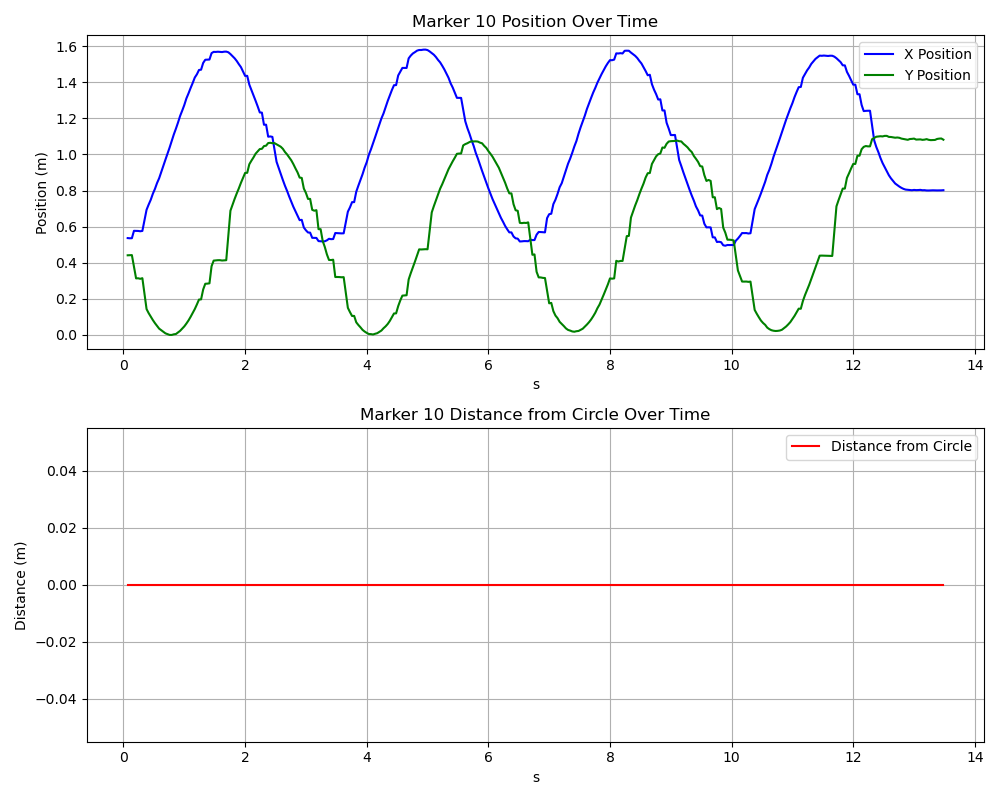 Marker 10 Position Over Time
Position (m)
1.6
1.4
1.2
1.0
0.8
0.6
0.4
0.2
0.0
X Position
Y Position
0 2 4 6 8 10 12 14
s
Marker 10 Distance from Circle Over Time
Distance (m)
0.04
0.02
0.00
−0.02
−0.04
Distance from Circle
0 2 4 6 8 10 12 14
s